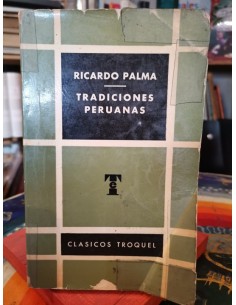 RICARDO PALMA
TRADICIONES
PERUANAS
CLASICOS TROQUEL